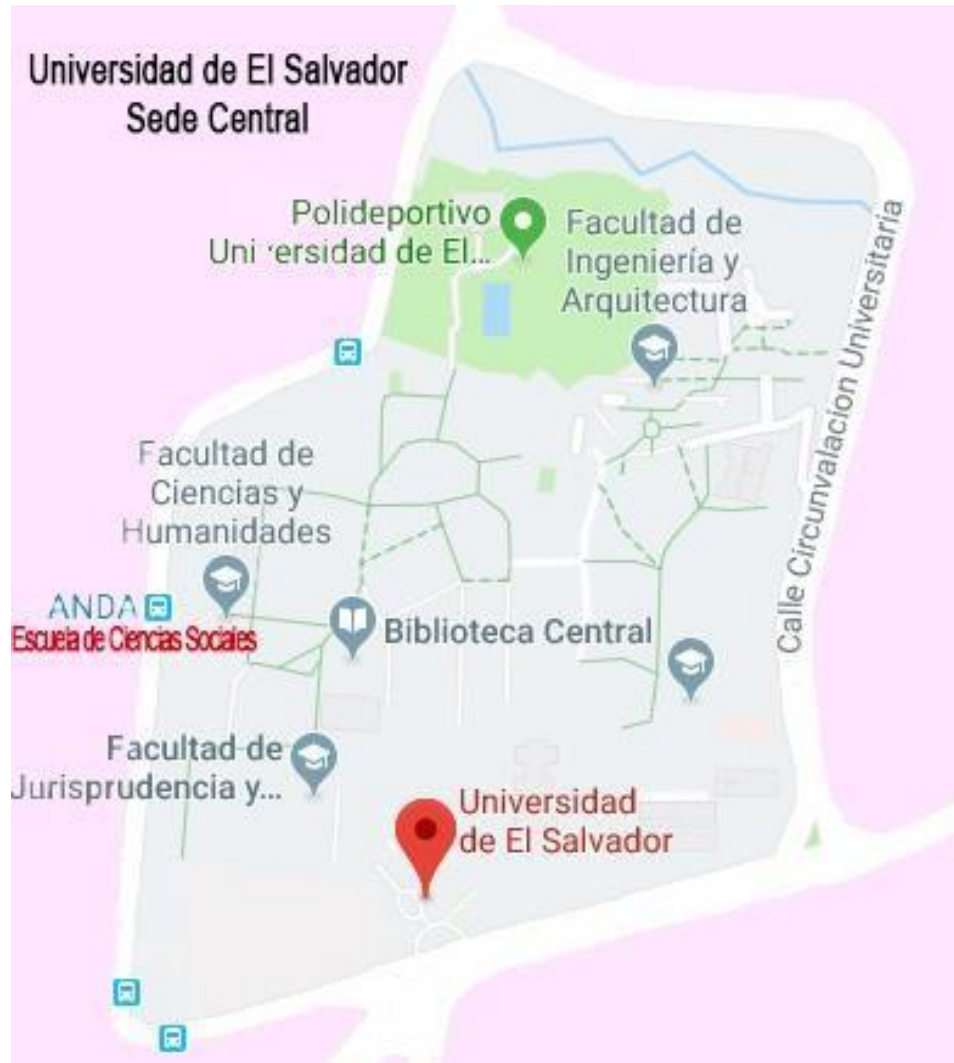 Universidad de El Salvador
Sede Central
Polideportivo
Uni ersidad de El...
Facultad de
Ingeniería y
Arquitectura
Calle Circunvalacion Universitaria
Facultad de
Ciencias y
Humanidades
ANDA
Escuela de Ciencias Sociales
Biblioteca Central
Facultad de
Jurisprudencia y...
Universidad
de El Salvador